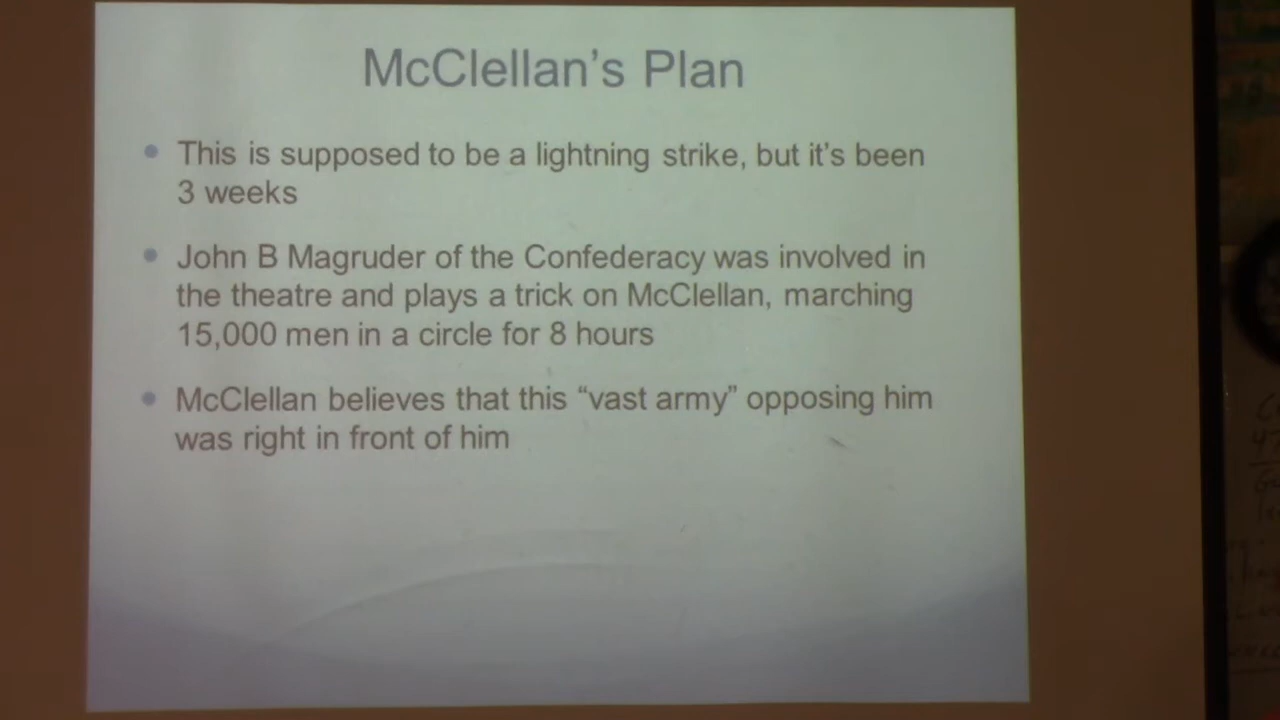 McClellan’s Plan
This is supposed to be a lightning strike, but it’s been
3 weeks
John B Magruder of the Confederacy was involved in
the theatre and plays a trick on McClellan, marching
15,000 men in a circle for 8 hours
McClellan believes that this “vast army” opposing him
was right in front of him